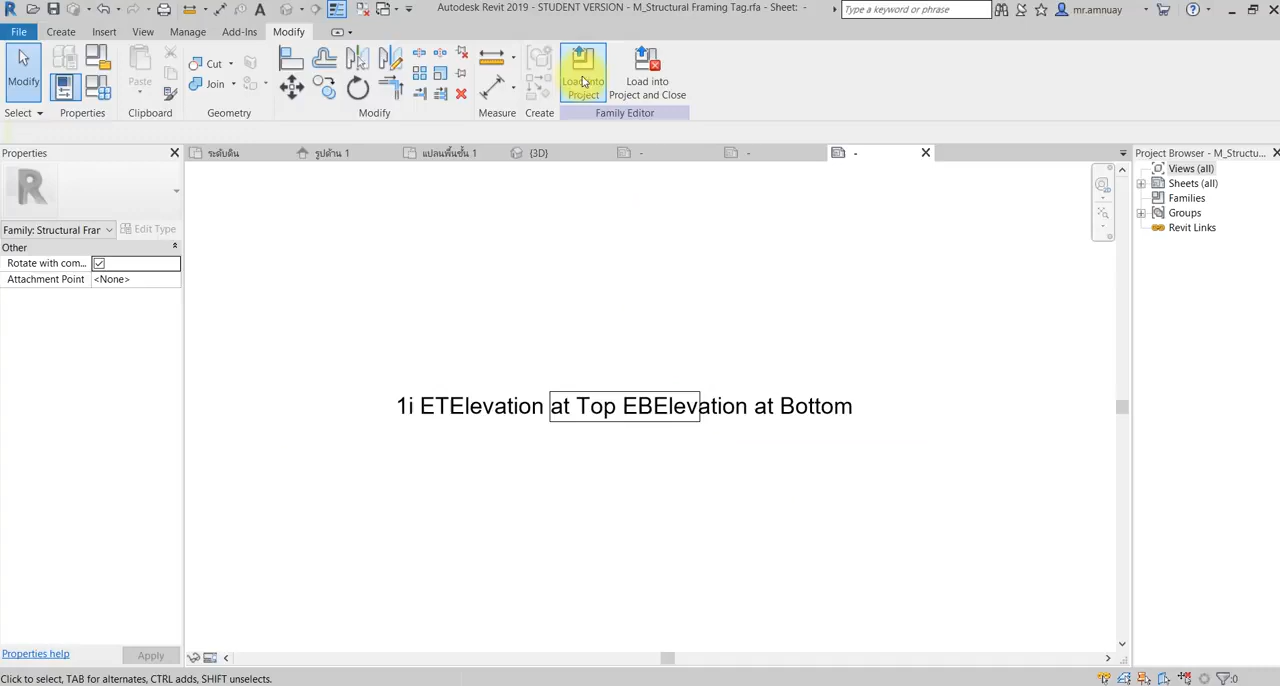 Autodesk Revit 2019 - STUDENT VERSION - M_Structural Framing Tag.rfa - Sheet: -
Type a keyword or phrase
mr.amnuay
File
Create
Insert
View
Manage
Add-Ins
Modify
Modify
Paste
Cut
Join
Load into
Project
Load into
Project and Close
Select
Properties
Clipboard
Geometry
Modify
Measure
Create
Family Editor
Properties
ระดับดิน
รูปด้าน 1
แปลนพื้นชั้น 1
{3D}
-
-
-
Project Browser - M_Structu...
Views (all)
Sheets (all)
Families
Groups
Revit Links
R
Family: Structural Frar
Edit Type
Other
Rotate with com...
Attachment Point
<None>
1i ETElevation at Top EBElevation at Bottom
Properties help
Apply
Click to select, TAB for alternates, CTRL adds, SHIFT unselects.
:0